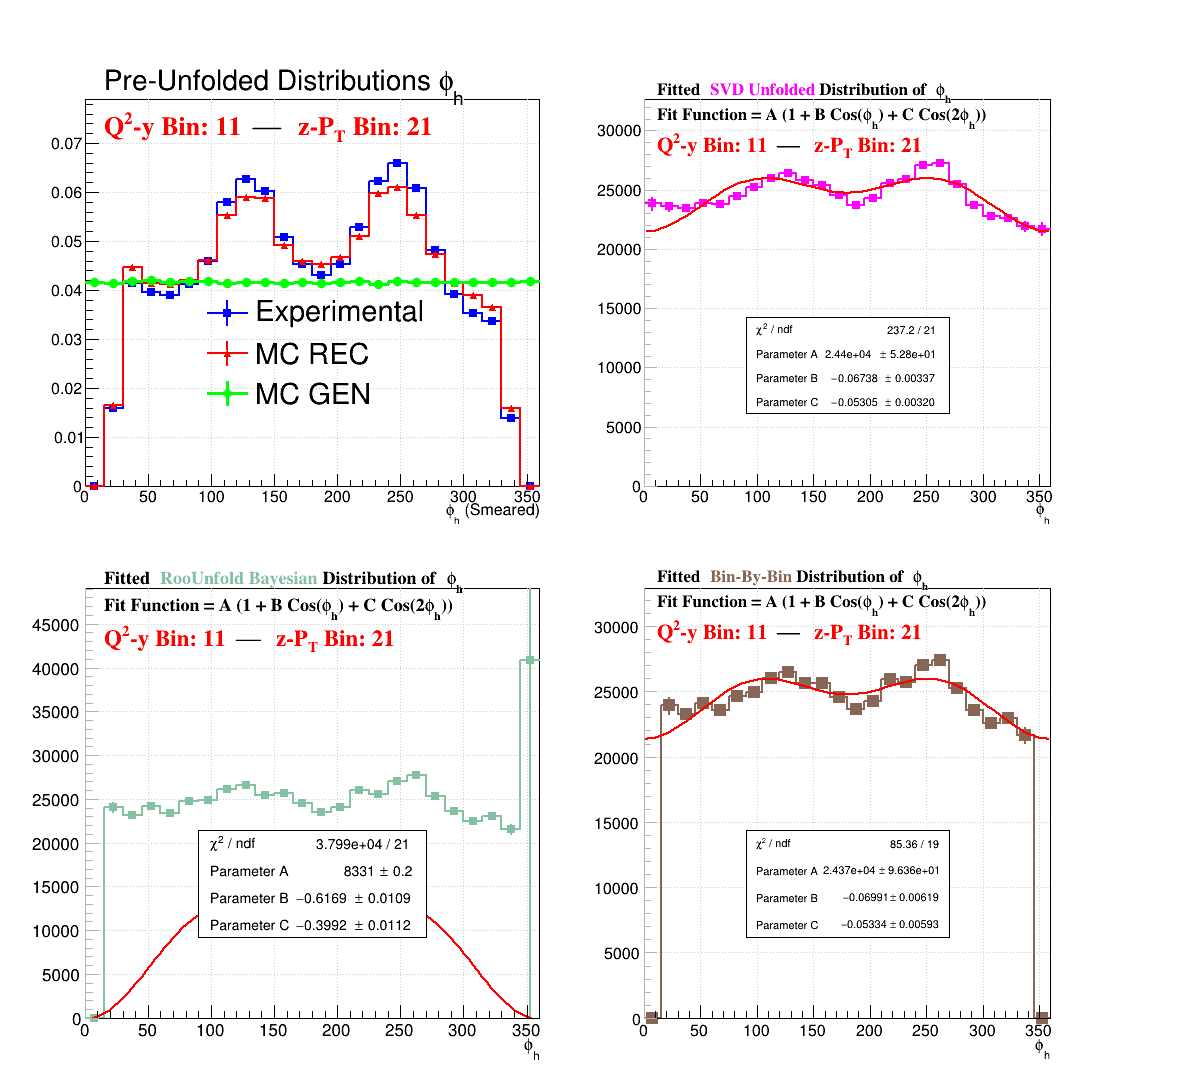 Pre-Unfolded Distributions ϕh
Q²-y Bin: 11 — z-PT Bin: 21
0.07
0.06
0.05
0.04
0.03
0.02
0.01
0
Experimental
MC REC
MC GEN
0 50 100 150 200 250 300 350
ϕh (Smeared)
Fitted SVD Unfolded Distribution of ϕh
Fit Function = A (1 + B Cos(ϕh) + C Cos(2ϕh))
Q²-y Bin: 11 — z-PT Bin: 21
30000
25000
20000
15000
10000
5000
0
χ² / ndf 237.2 / 21
Parameter A 2.44e+04 ± 5.28e+01
Parameter B −0.06738 ± 0.00337
Parameter C −0.05305 ± 0.00320
0 50 100 150 200 250 300 350
ϕh
Fitted RooUnfold Bayesian Distribution of ϕh
Fit Function = A (1 + B Cos(ϕh) + C Cos(2ϕh))
Q²-y Bin: 11 — z-PT Bin: 21
45000
40000
35000
30000
25000
20000
15000
10000
5000
0
χ² / ndf 3.799e+04 / 21
Parameter A 8331 ± 0.2
Parameter B −0.6169 ± 0.0109
Parameter C −0.3992 ± 0.0112
0 50 100 150 200 250 300 350
ϕh
Fitted Bin-By-Bin Distribution of ϕh
Fit Function = A (1 + B Cos(ϕh) + C Cos(2ϕh))
Q²-y Bin: 11 — z-PT Bin: 21
30000
25000
20000
15000
10000
5000
0
χ² / ndf 85.36 / 19
Parameter A 2.437e+04 ± 9.636e+01
Parameter B −0.06991 ± 0.00619
Parameter C −0.05334 ± 0.00593
0 50 100 150 200 250 300 350
ϕh